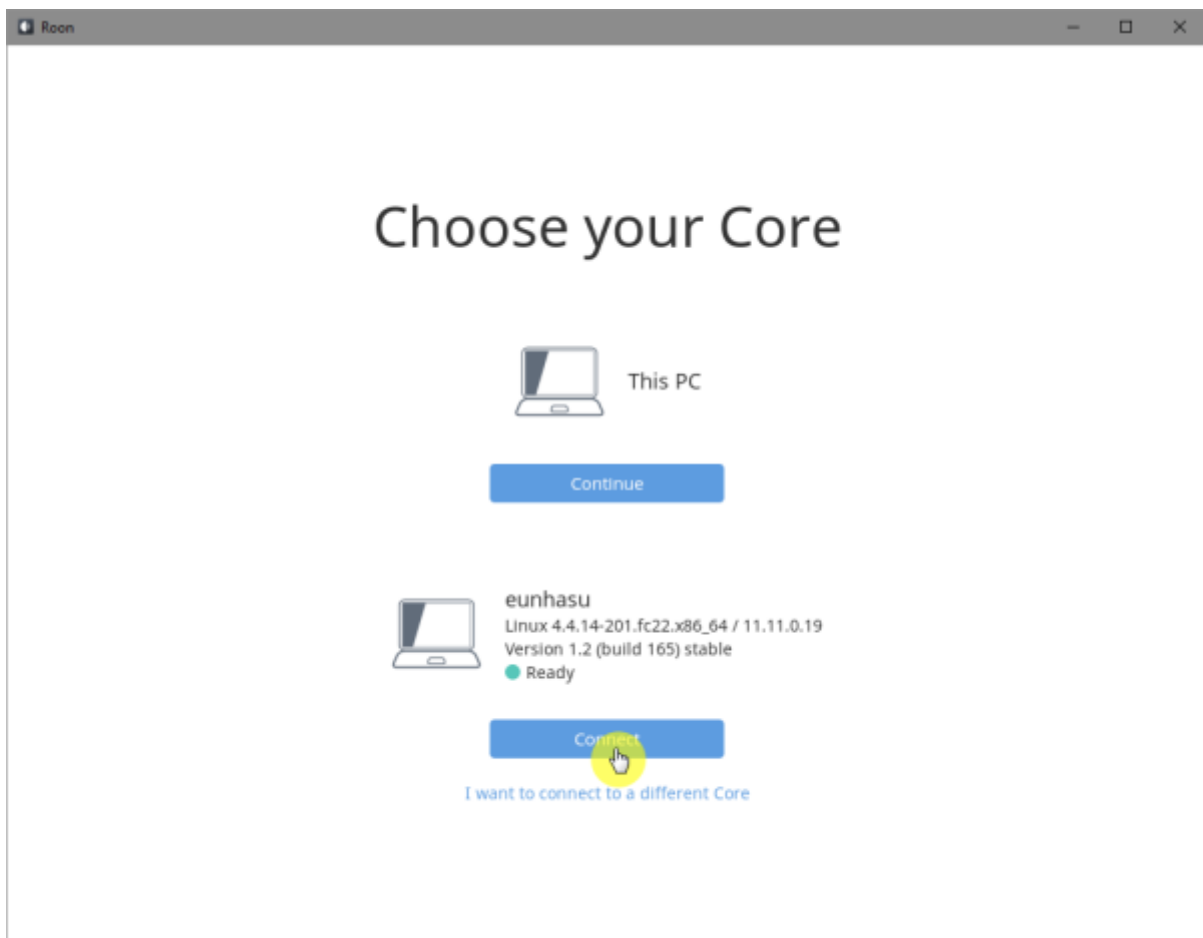 Roon
Choose your Core
This PC
Continue
eunhasu
Linux 4.4.14-201.fc22.x86_64 / 11.11.0.19
Version 1.2 (build 165) stable
Ready
Connect
I want to connect to a different Core